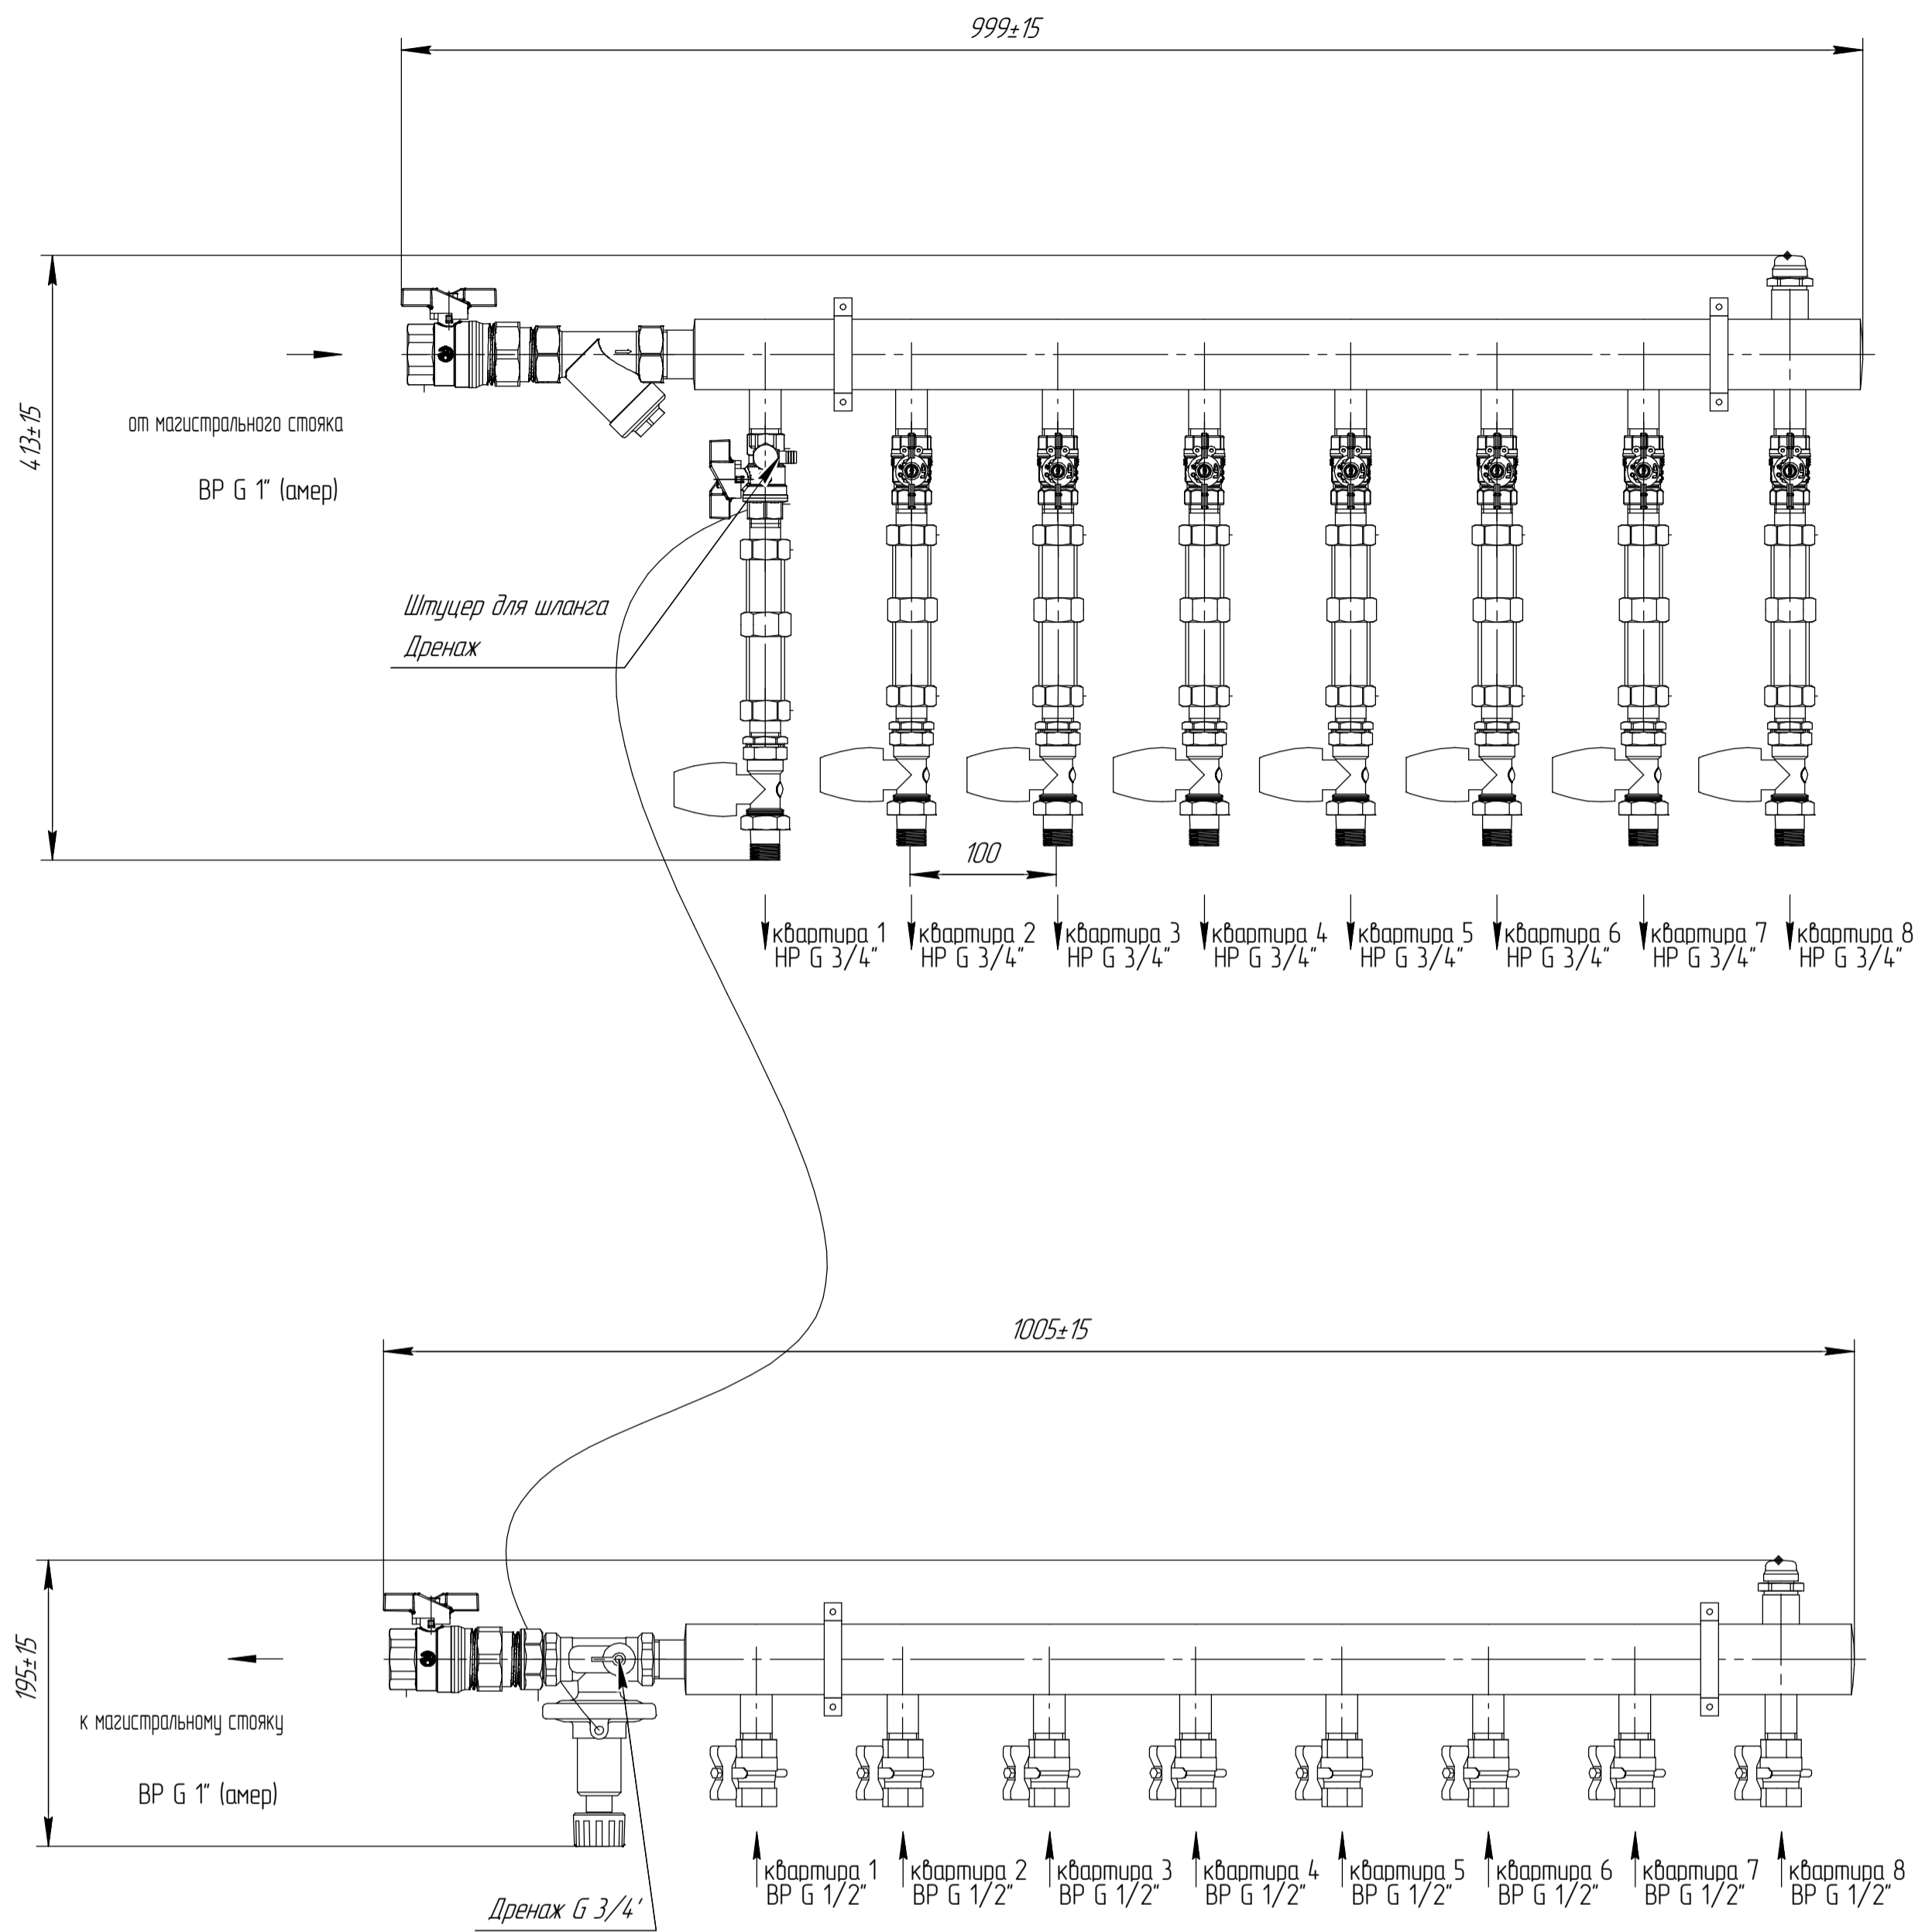 999±15
413±15
от магистрального стояка
ВР G 1" (амер)
Штуцер для шланга
Дренаж
100
квартира 1
НР G 3/4"
квартира 2
НР G 3/4"
квартира 3
НР G 3/4"
квартира 4
НР G 3/4"
квартира 5
НР G 3/4"
квартира 6
НР G 3/4"
квартира 7
НР G 3/4"
квартира 8
НР G 3/4"
1005±15
195±15
к магистральному стояку
ВР G 1" (амер)
Дренаж G 3/4'
квартира 1
ВР G 1/2"
квартира 2
ВР G 1/2"
квартира 3
ВР G 1/2"
квартира 4
ВР G 1/2"
квартира 5
ВР G 1/2"
квартира 6
ВР G 1/2"
квартира 7
ВР G 1/2"
квартира 8
ВР G 1/2"